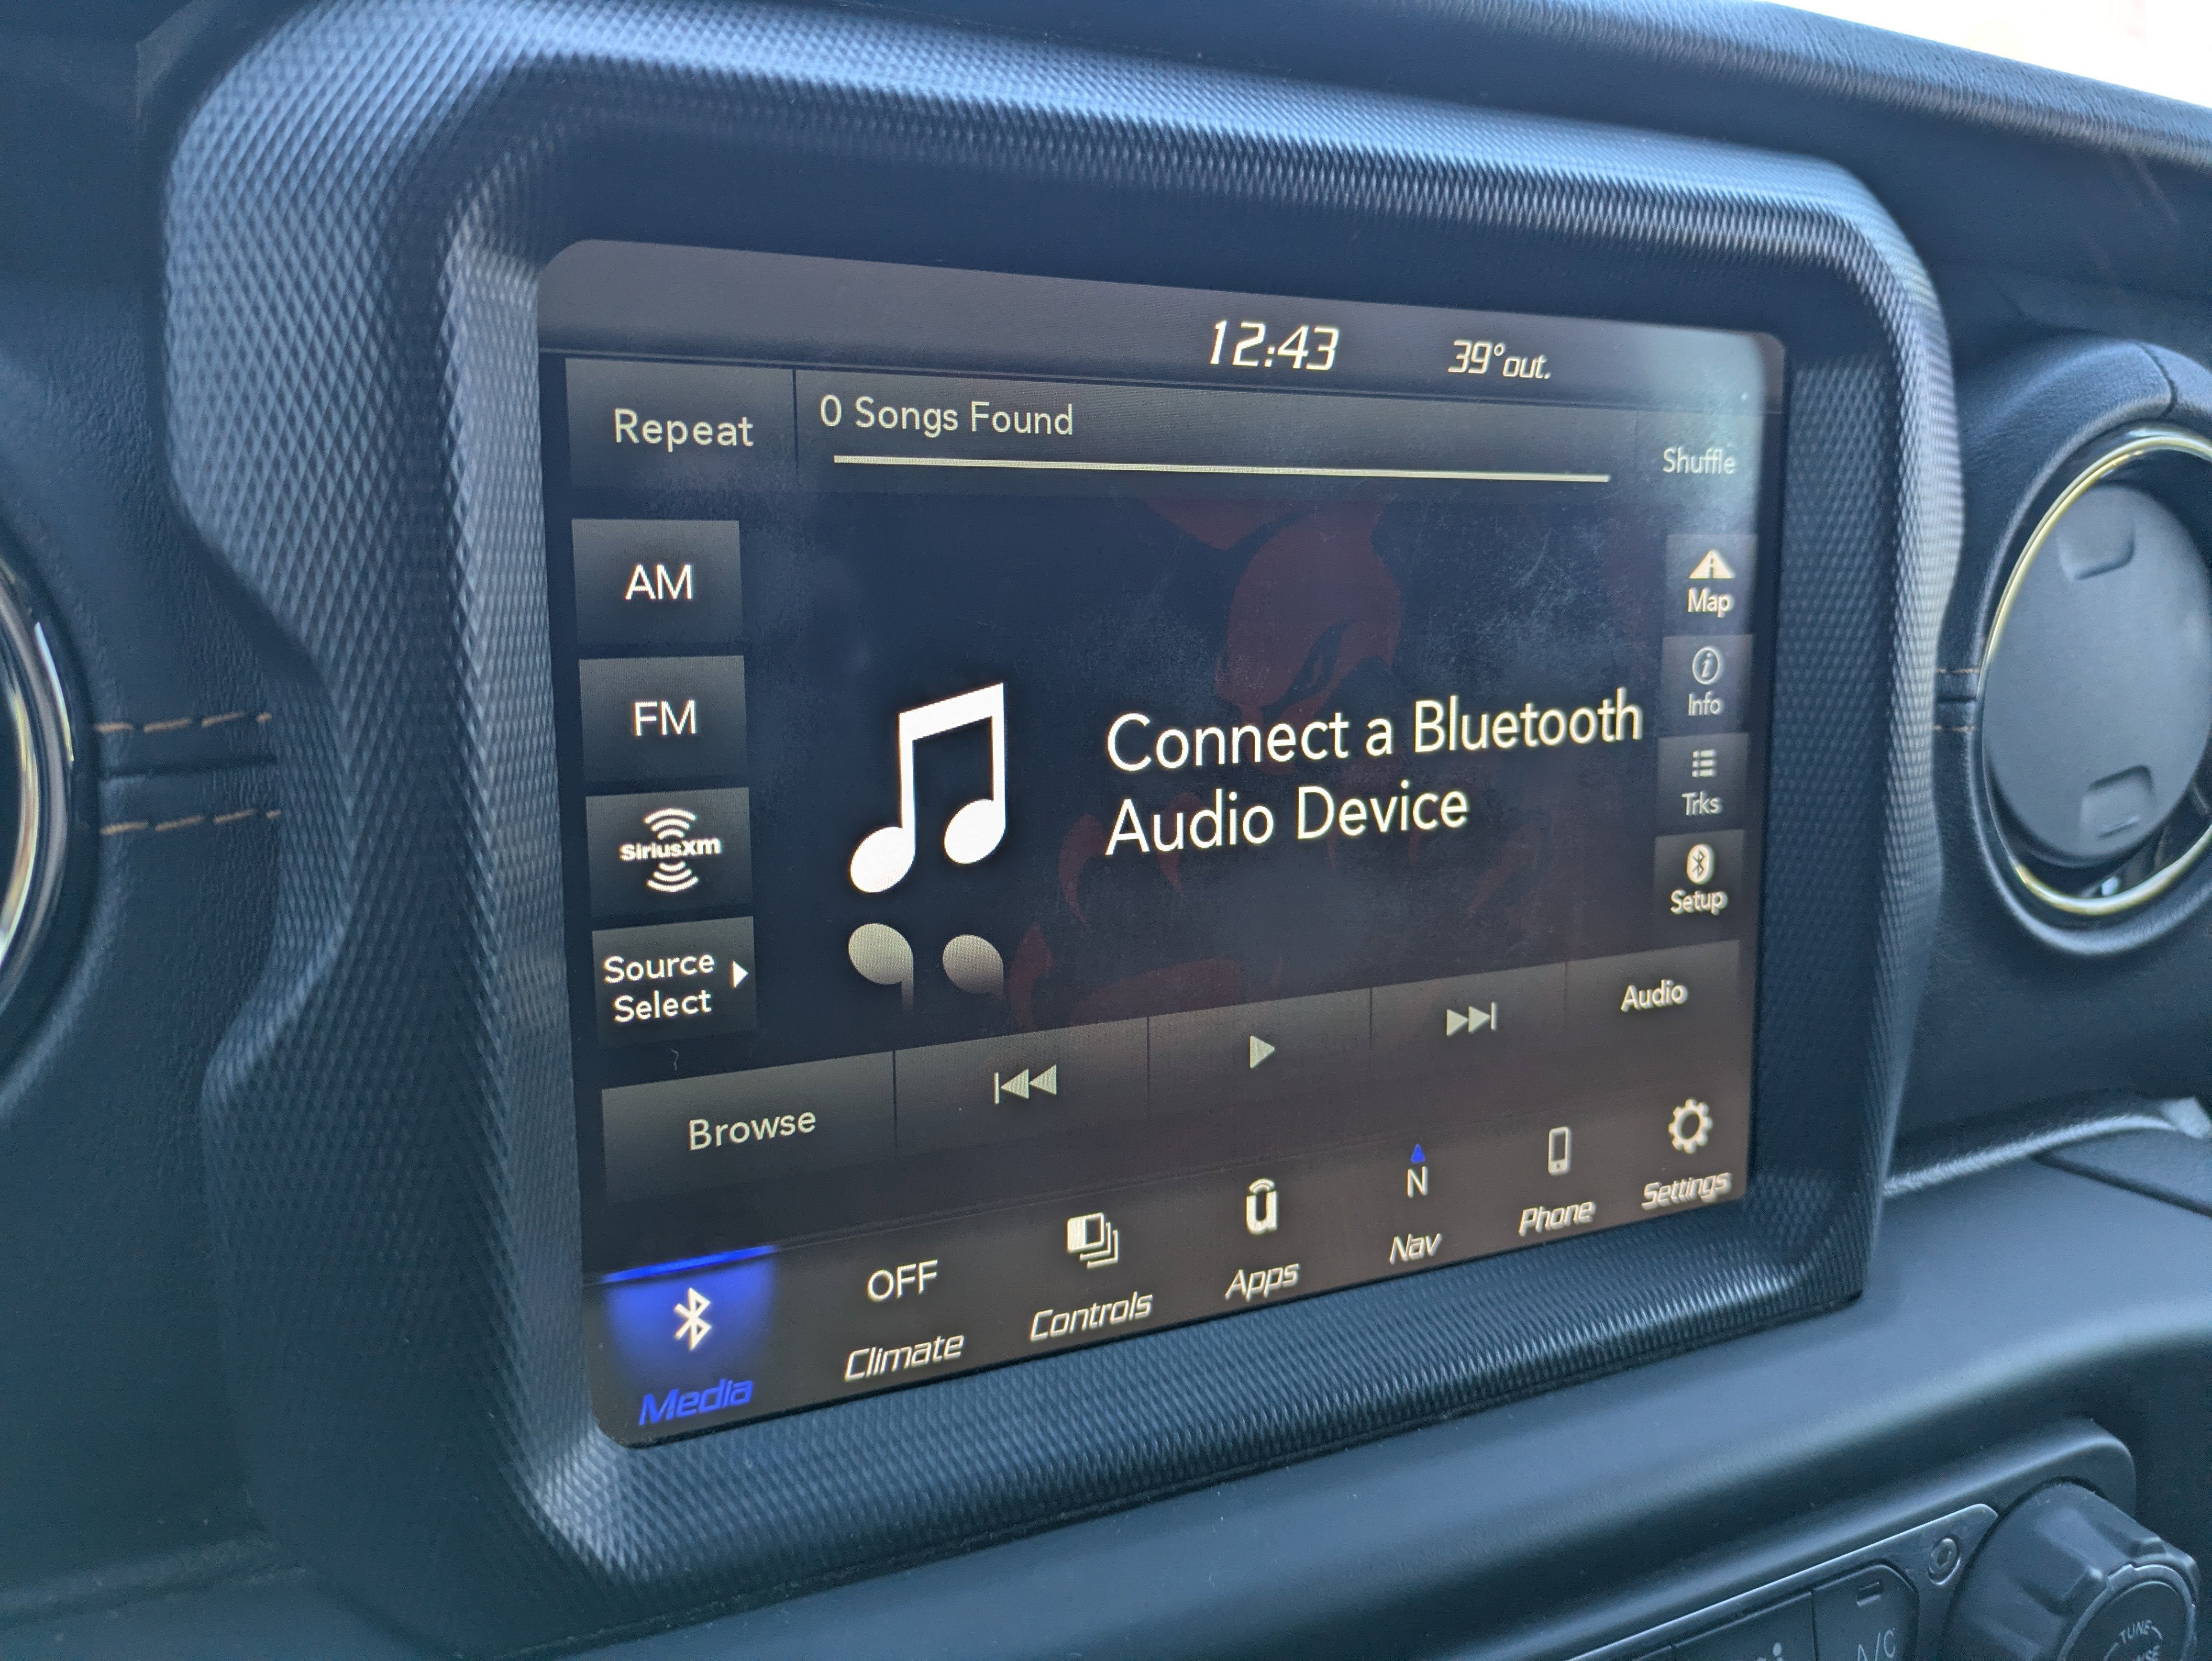 12:43
39°out.
Repeat
0 Songs Found
Shuffle
AM
FM
SiriusXm
Source
Select
Connect a Bluetooth
Audio Device
Map
Info
Trks
Setup
Browse
Audio
Media
OFF
Climate
Controls
Apps
N
Nav
Phone
Settings
A/C
TUNE